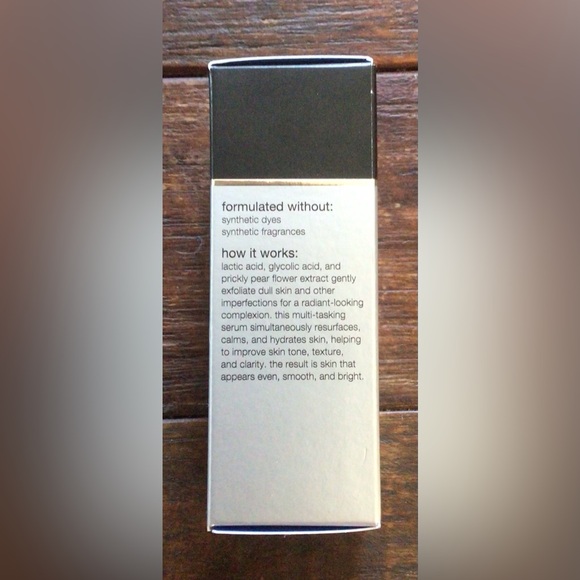 formulated without:
synthetic dyes
synthetic fragrances
how it works:
lactic acid, glycolic acid, and
prickly pear flower extract gently
exfoliate dull skin and other
imperfections for a radiant-looking
complexion. this multi-tasking
serum simultaneously resurfaces,
calms, and hydrates skin, helping
to improve skin tone, texture,
and clarity. the result is skin that
appears even, smooth, and bright.